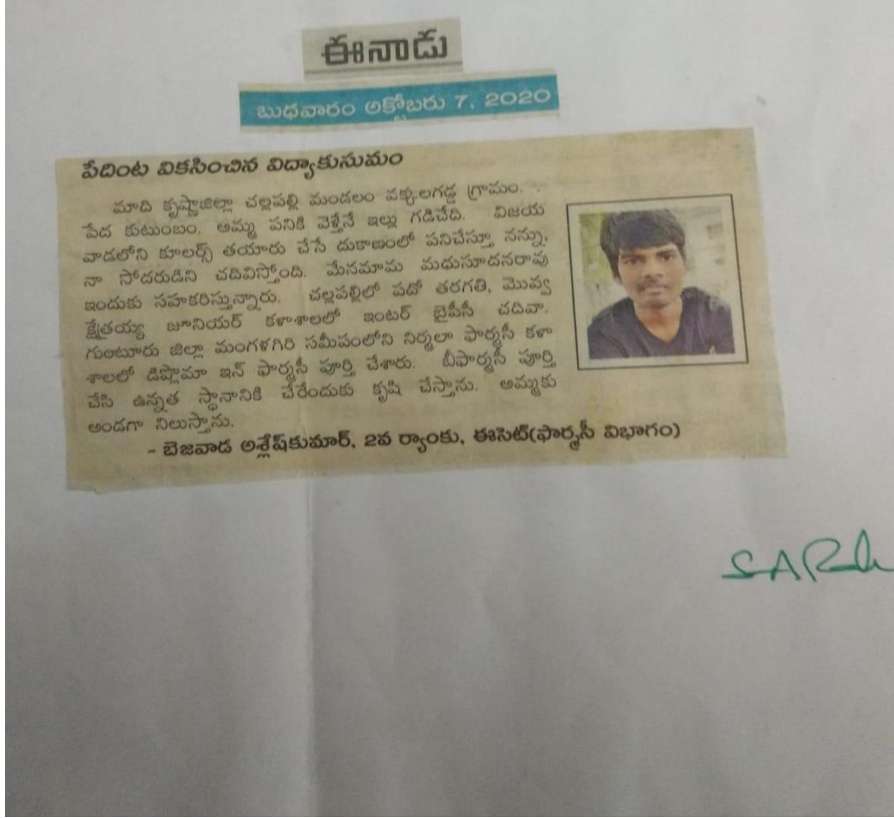 ఈనాడు
బుధవారం అక్టోబరు 7, 2020
పేదింట వికసించిన విద్యాకుసుమం
మాది కృష్ణాజిల్లా చల్లపల్లి మండలం వక్కలగడ్డ గ్రామం.
పేద కుటుంబం. అమ్మ పనికి వెళ్తేనే ఇల్లు గడిచేది. విజయ
వాడలోని కూలర్స్ తయారు చేసే దుకాణంలో పనిచేస్తూ నన్ను,
నా సోదరుడిని చదివిస్తోంది. మేనమామ మధుసూదనరావు
ఇందుకు సహకరిస్తున్నారు. చల్లపల్లిలో పదో తరగతి, మొవ్వ
క్షేత్రయ్య జూనియర్ కళాశాలలో ఇంటర్ బైపీసీ చదివా.
గుంటూరు జిల్లా మంగళగిరి సమీపంలోని నిర్మలా ఫార్మసీ కళా
శాలలో డిప్లొమా ఇన్ ఫార్మసీ పూర్తి చేశారు. బీఫార్మసీ పూర్తి
చేసి ఉన్నత స్థానానికి చేరేందుకు కృషి చేస్తాను. అమ్మకు
అండగా నిలుస్తాను.
- బెజవాడ అశ్లేష్‌కుమార్, 2వ ర్యాంకు, ఈసెట్(ఫార్మసీ విభాగం)